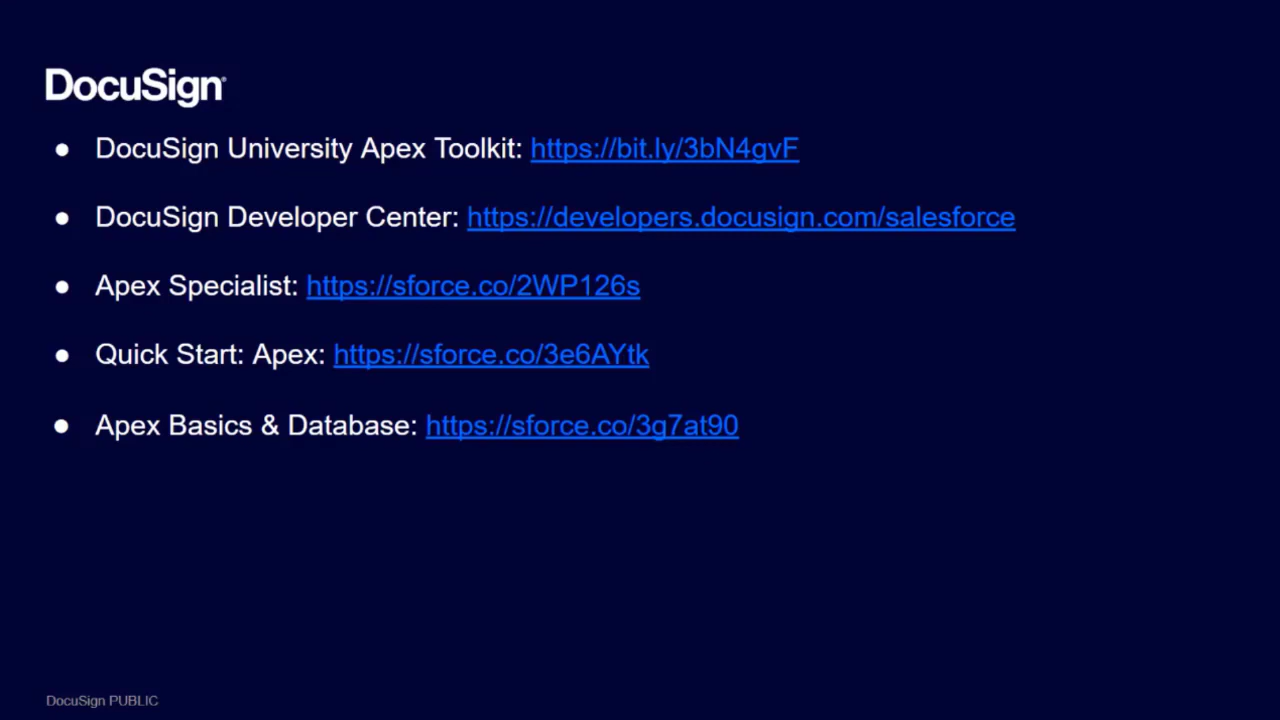 DocuSign®
● DocuSign University Apex Toolkit: https://bit.ly/3bN4gvF
● DocuSign Developer Center: https://developers.docusign.com/salesforce
● Apex Specialist: https://sforce.co/2WP126s
● Quick Start: Apex: https://sforce.co/3e6AYtk
● Apex Basics & Database: https://sforce.co/3g7at90
DocuSign PUBLIC